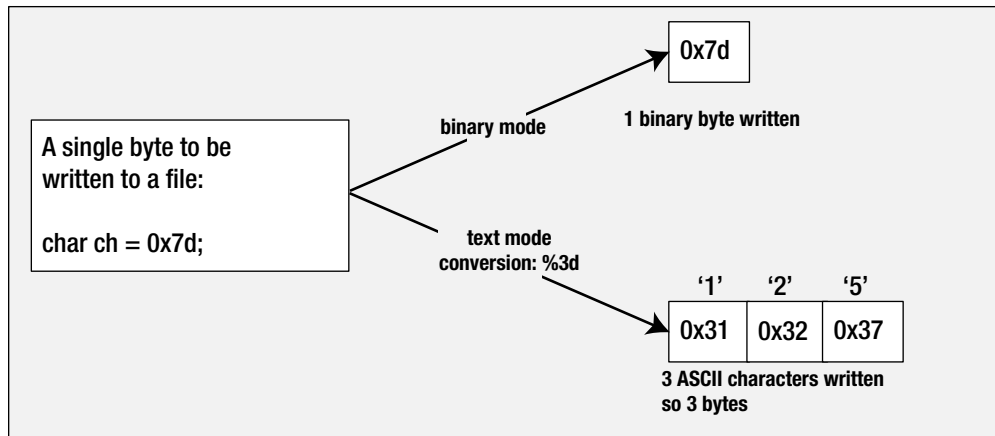 0x7d
1 binary byte written
binary mode
A single byte to be
written to a file:
char ch = 0x7d;
text mode
conversion: %3d
‘1’ ‘2’ ‘5’
0x31 0x32 0x37
3 ASCII characters written
so 3 bytes